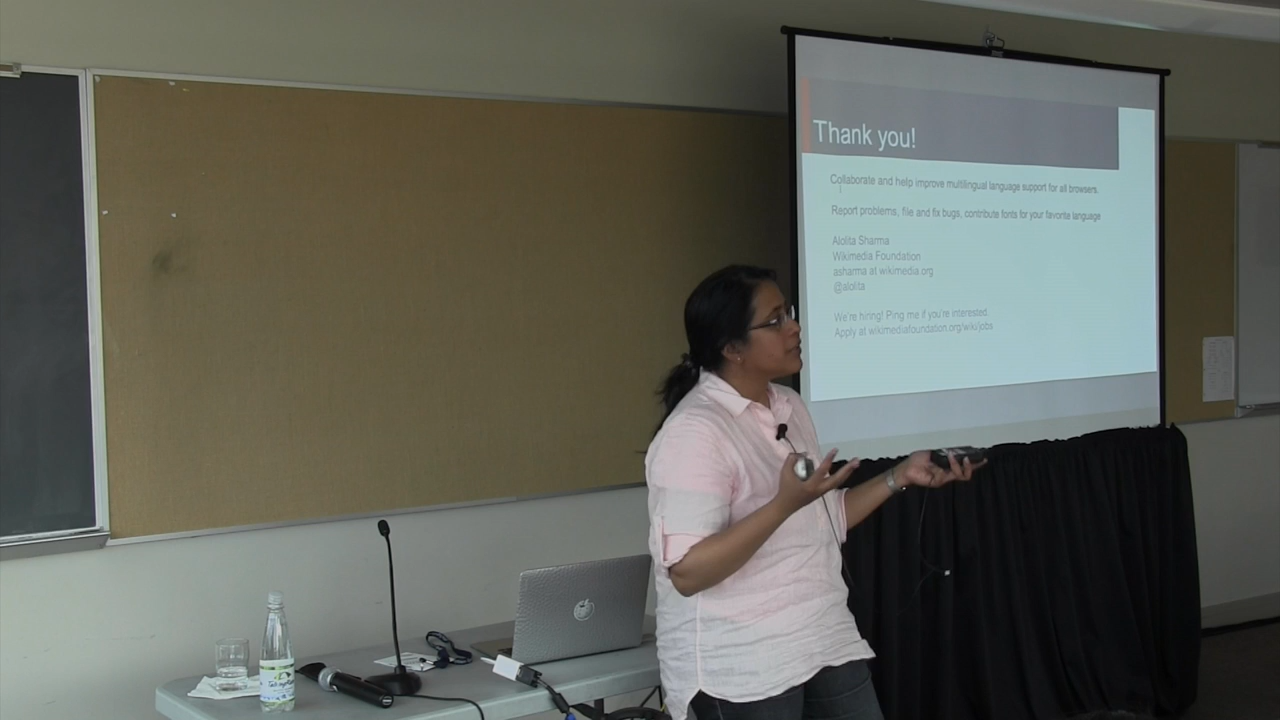 Thank you!
Collaborate and help improve multilingual language support for all browsers.
Report problems, file and fix bugs, contribute fonts for your favorite language
Alolita Sharma
Wikimedia Foundation
asharma at wikimedia.org
@alolita
We're hiring! Ping me if you're interested.
Apply at wikimediafoundation.org/wiki/jobs